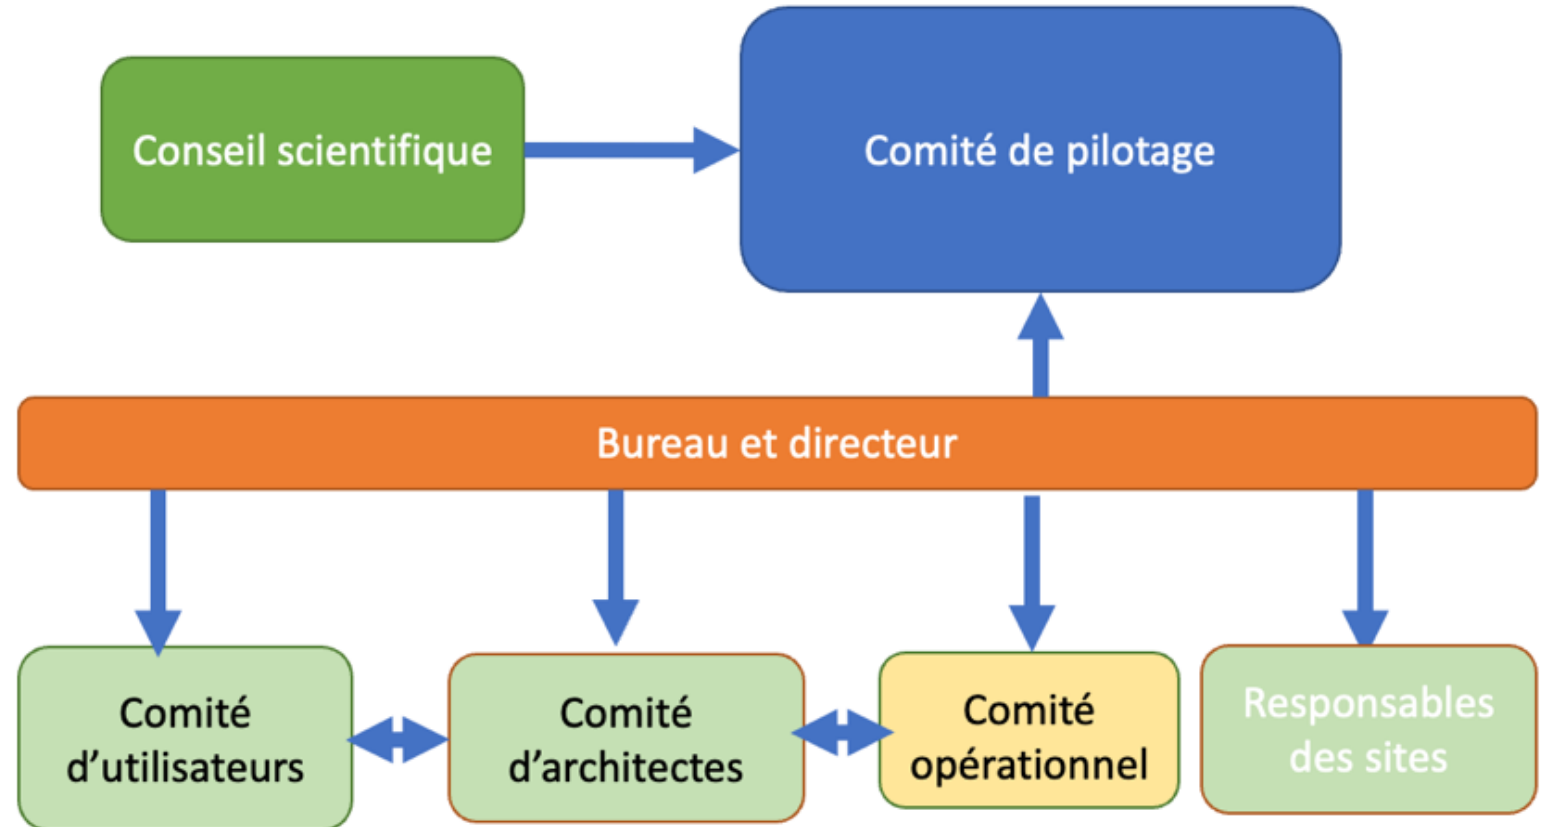 Conseil scientifique
Comité de pilotage
Bureau et directeur
Comité
d’utilisateurs
Comité
d’architectes
Comité
opérationnel
Responsables
des sites